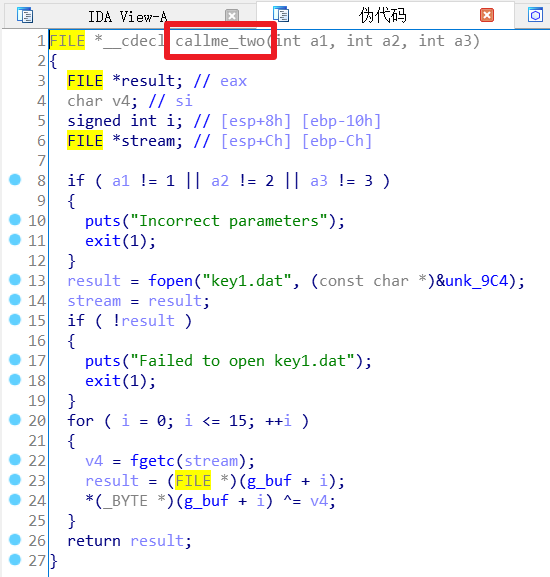 IDA View-A
伪代码
1 FILE *__cdecl callme_two(int a1, int a2, int a3)
2 {
3 FILE *result; // eax
4 char v4; // si
5 signed int i; // [esp+8h] [ebp-10h]
6 FILE *stream; // [esp+Ch] [ebp-Ch]
7
8 if ( a1 != 1 || a2 != 2 || a3 != 3 )
9 {
10 puts("Incorrect parameters");
11 exit(1);
12 }
13 result = fopen("key1.dat", (const char *)&unk_9C4);
14 stream = result;
15 if ( !result )
16 {
17 puts("Failed to open key1.dat");
18 exit(1);
19 }
20 for ( i = 0; i <= 15; ++i )
21 {
22 v4 = fgetc(stream);
23 result = (FILE *)(g_buf + i);
24 *(_BYTE *)(g_buf + i) ^= v4;
25 }
26 return result;
27 }